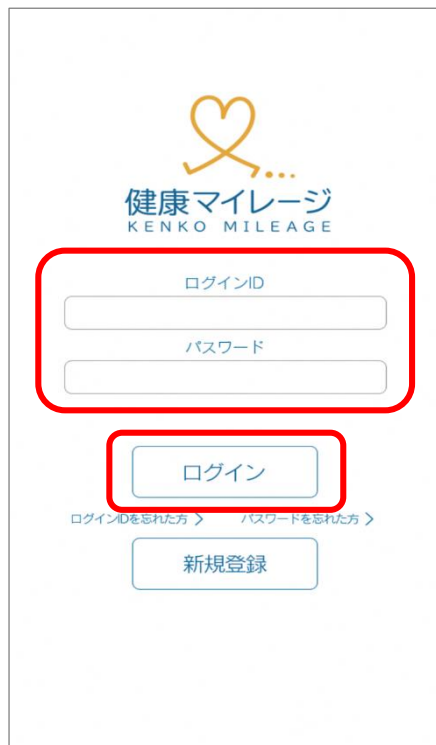 健康マイレージ
KENKO MILEAGE
ログインID
パスワード
ログイン
ログインIDを忘れた方 > パスワードを忘れた方 >
新規登録